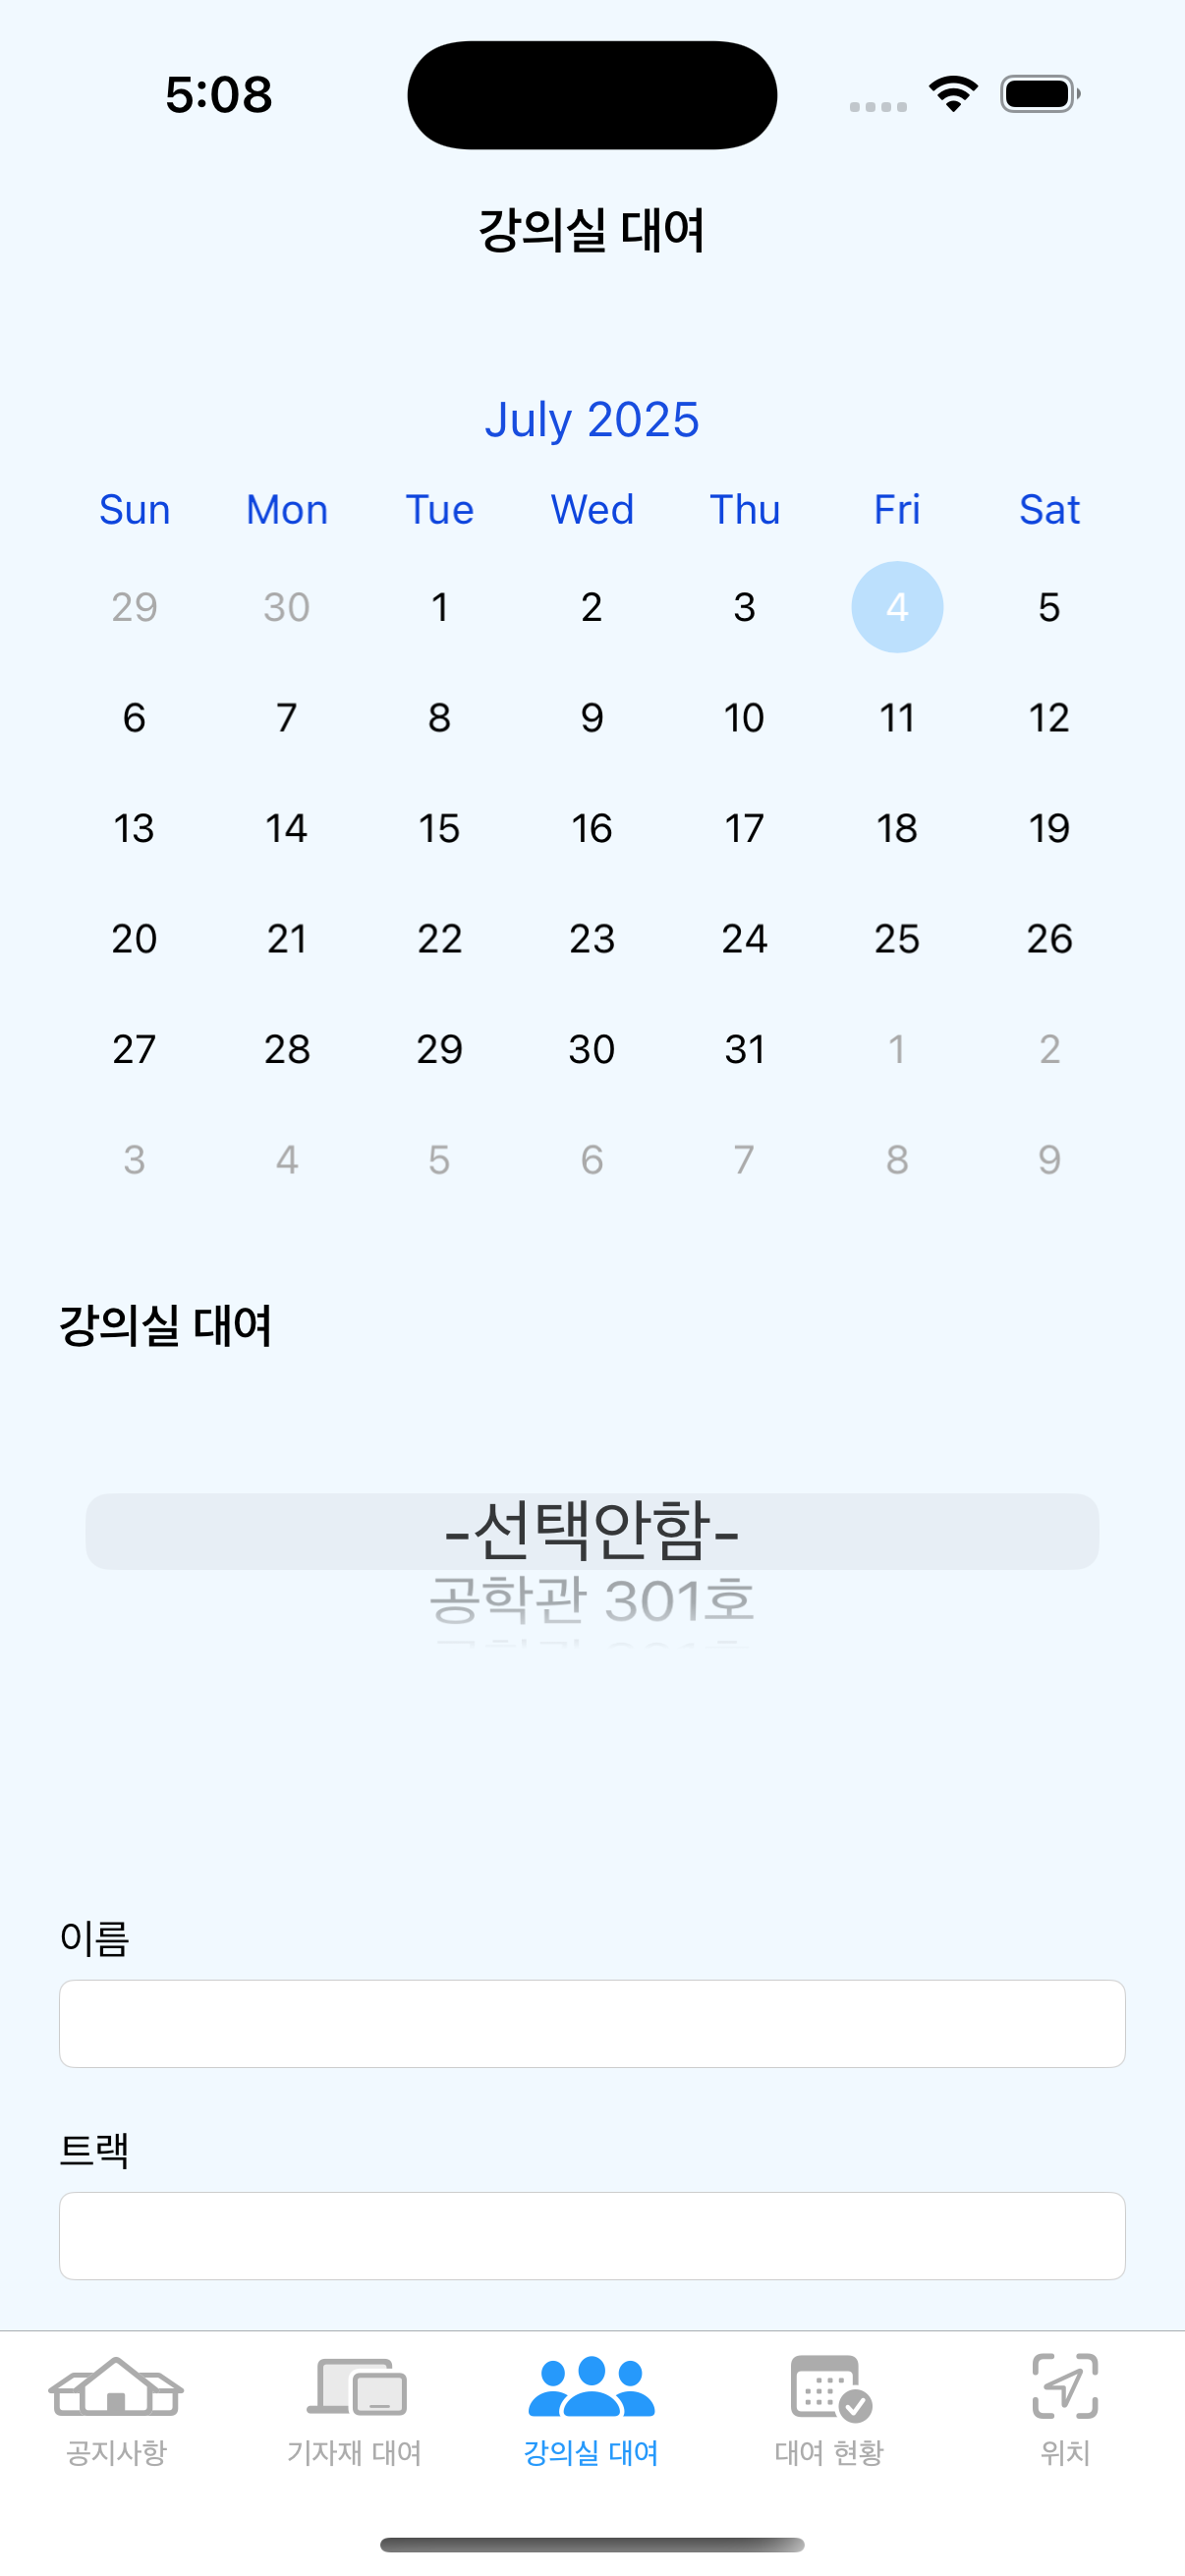 5:08
강의실 대여
July 2025
Sun Mon Tue Wed Thu Fri Sat
29 30 1 2 3 4 5
6 7 8 9 10 11 12
13 14 15 16 17 18 19
20 21 22 23 24 25 26
27 28 29 30 31 1 2
3 4 5 6 7 8 9
강의실 대여
-선택안함-
공학관 301호
이름
트랙
공지사항 기자재 대여 강의실 대여 대여 현황 위치